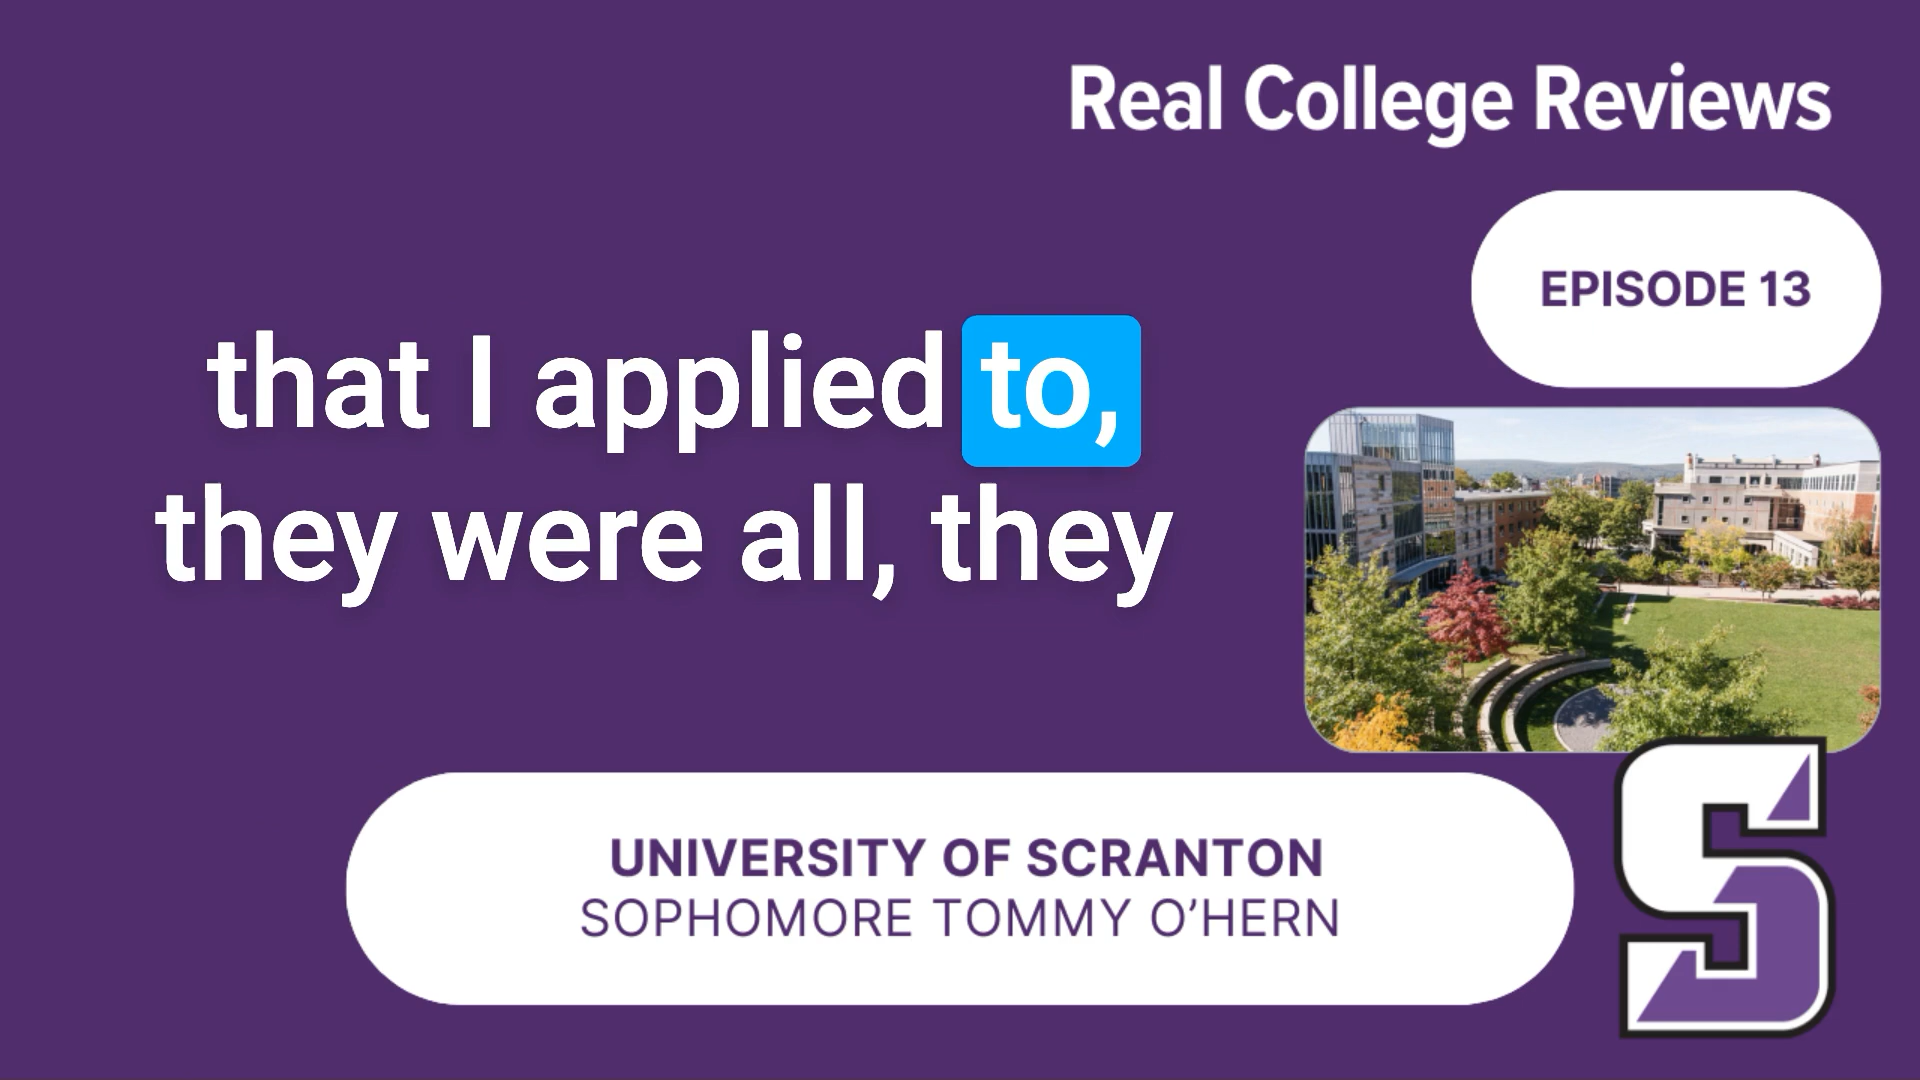 Real College Reviews
EPISODE 13
that I applied to,
they were all, they
UNIVERSITY OF SCRANTON
SOPHOMORE TOMMY O’HERN
S